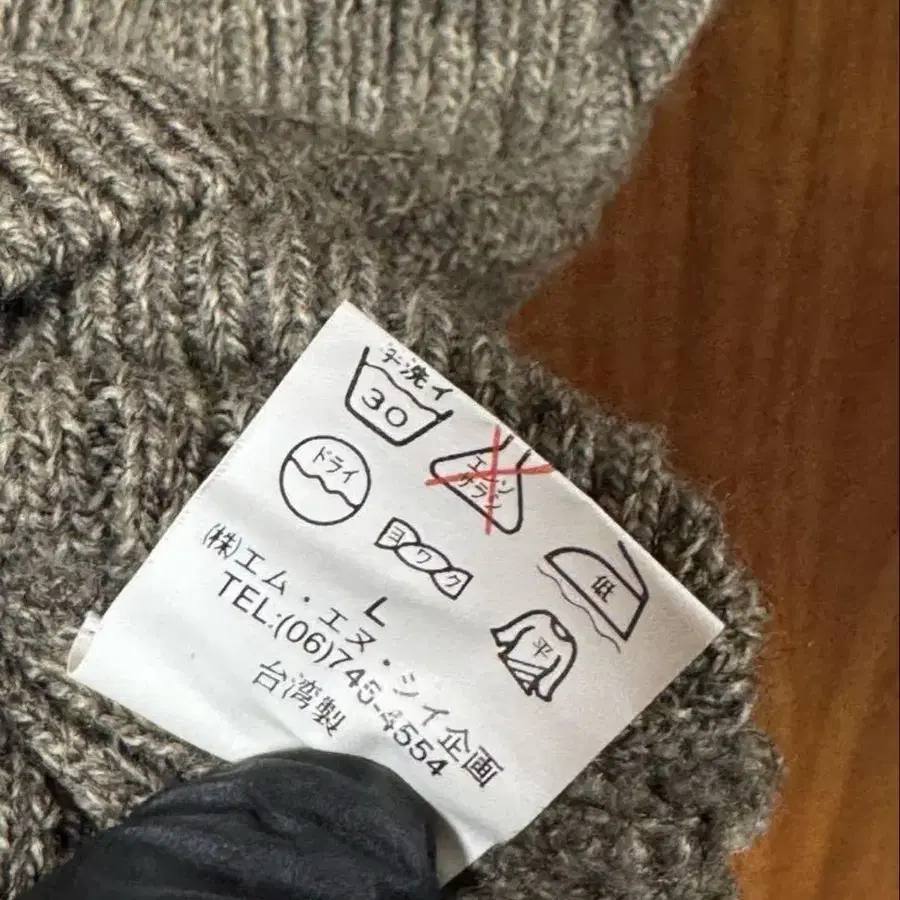 手洗イ
30
エンソ
サラシ
ドライ
ヨワク
低
平
L
(株)エム・エヌ・シイ企画
TEL:(06)745-4554
台湾製